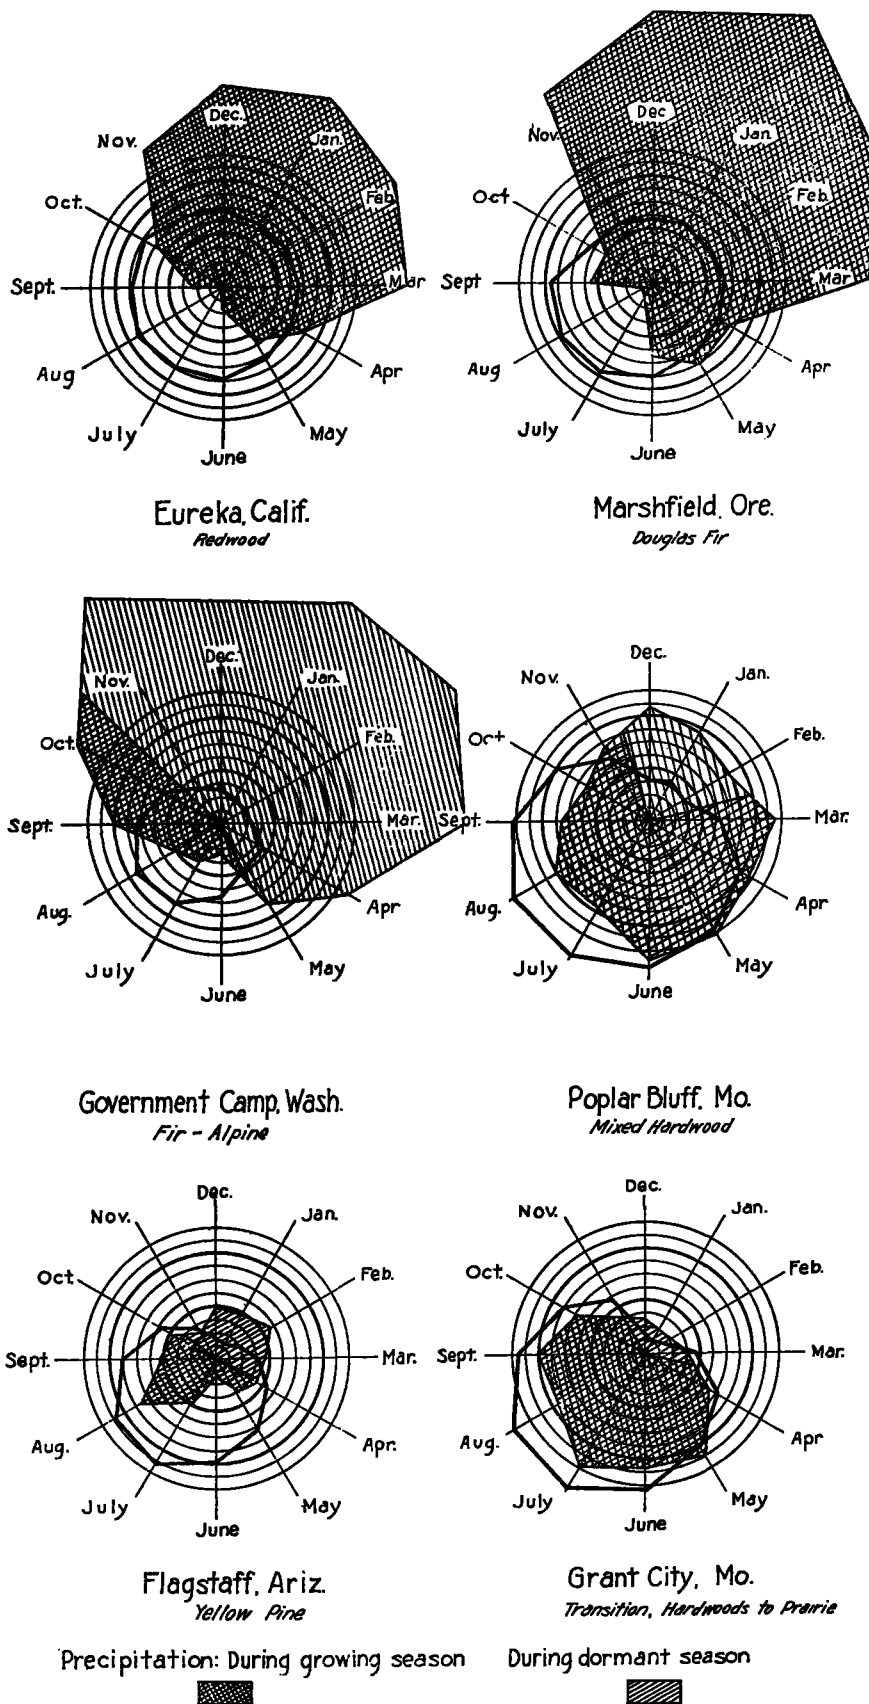 Dec.
Jan.
Nov.
Feb
Oct.
Sept.
Mar
Aug
Apr
July
May
June
Eureka, Calif.
Redwood
Dec
Jan
Nov.
Feb.
Oct
Sept
Mar
Aug
Apr
July
May
June
Marshfield, Ore.
Douglas Fir
Dec.
Jan.
Nov.
Feb.
Oct.
Sept.
Mar.
Aug.
Apr
July
May
June
Government Camp, Wash.
Fir - Alpine
Dec.
Jan.
Nov.
Feb.
Oct
Sept.
Mar.
Aug.
Apr
July
May
June
Poplar Bluff, Mo.
Mixed Hardwood
Dec.
Jan.
Nov.
Feb.
Oct
Sept.
Mar.
Aug.
Apr.
July
May
June
Flagstaff, Ariz.
Yellow Pine
Dec.
Jan.
Nov.
Feb.
Oct.
Sept.
Mar.
Aug.
Apr
July
May
June
Grant City, Mo.
Transition, Hardwoods to Prairie
Precipitation: During growing season During dormant season